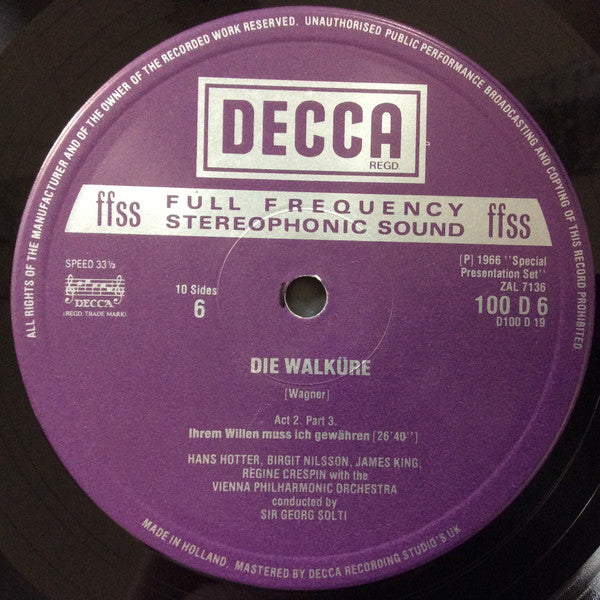 ALL RIGHTS OF THE MANUFACTURER AND OF THE OWNER OF THE RECORDED WORK RESERVED. UNAUTHORISED PUBLIC PERFORMANCE BROADCASTING AND COPYING OF THIS RECORD PROHIBITED
DECCA
REGD.
ffss FULL FREQUENCY STEREOPHONIC SOUND ffss
SPEED 33⅓
DECCA
(REGD. TRADE MARK)
10 Sides
6
(P) 1966 "Special
Presentation Set"
ZAL 7136
100 D 6
D100 D 19
DIE WALKÜRE
[Wagner]
Act 2. Part 3.
Ihrem Willen muss ich gewähren [26'40"]
HANS HOTTER, BIRGIT NILSSON, JAMES KING,
REGINE CRESPIN with the
VIENNA PHILHARMONIC ORCHESTRA
conducted by
SIR GEORG SOLTI
MADE IN HOLLAND, MASTERED BY DECCA RECORDING STUDIO'S UK